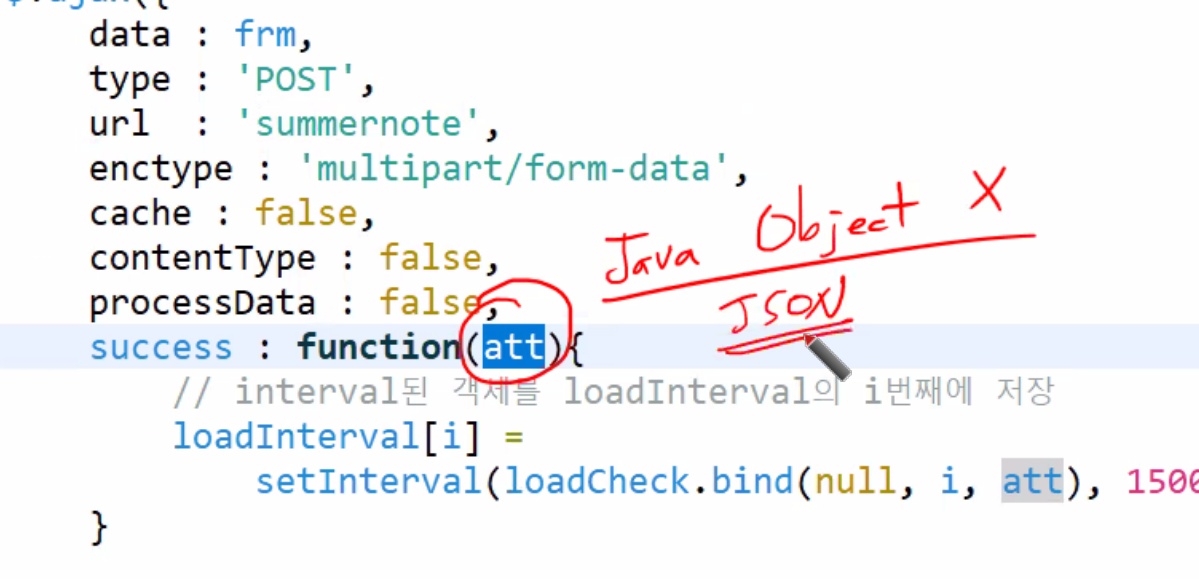 data : frm,
type : 'POST',
url : 'summernote',
enctype : 'multipart/form-data',
cache : false,
contentType : false,
processData : false,
Java Object X
JSON
success : function(att){
// interval된 객체를 loadInterval의 i번째에 저장
loadInterval[i] =
setInterval(loadCheck.bind(null, i, att), 1500
}